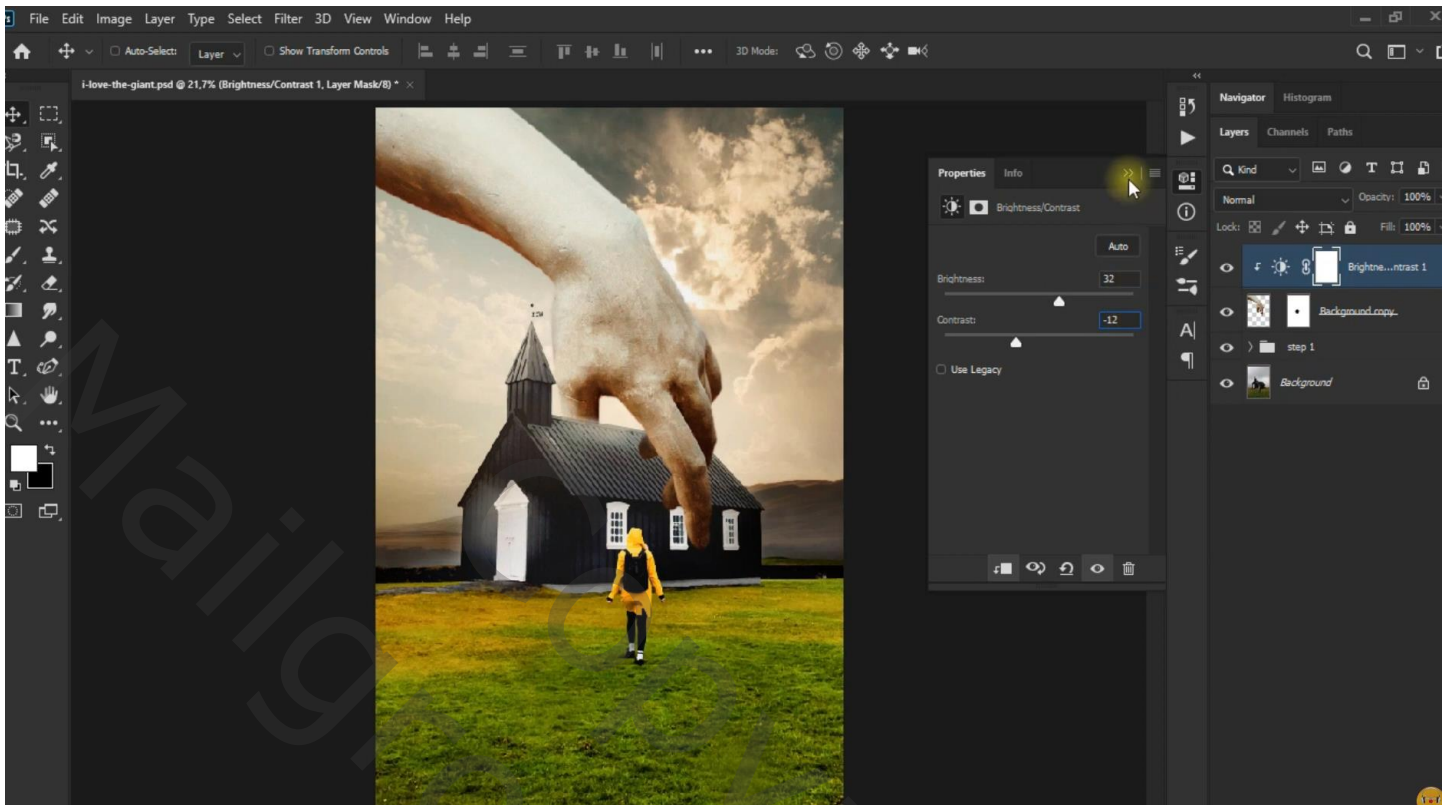 File Edit Image Layer Type Select Filter 3D View Window Help
Auto-Select: Layer Show Transform Controls 3D Mode:
i-love-the-giant.psd @ 21,7% (Brightness/Contrast 1, Layer Mask/8) * ×
Navigator Histogram
Layers Channels Paths
Kind
Normal Opacity: 100%
Lock: Fill: 100%
Brightne...ntrast 1
Background copy
step 1
Background
Properties Info
Brightness/Contrast
Auto
Brightness: 32
Contrast: -12
Use Legacy